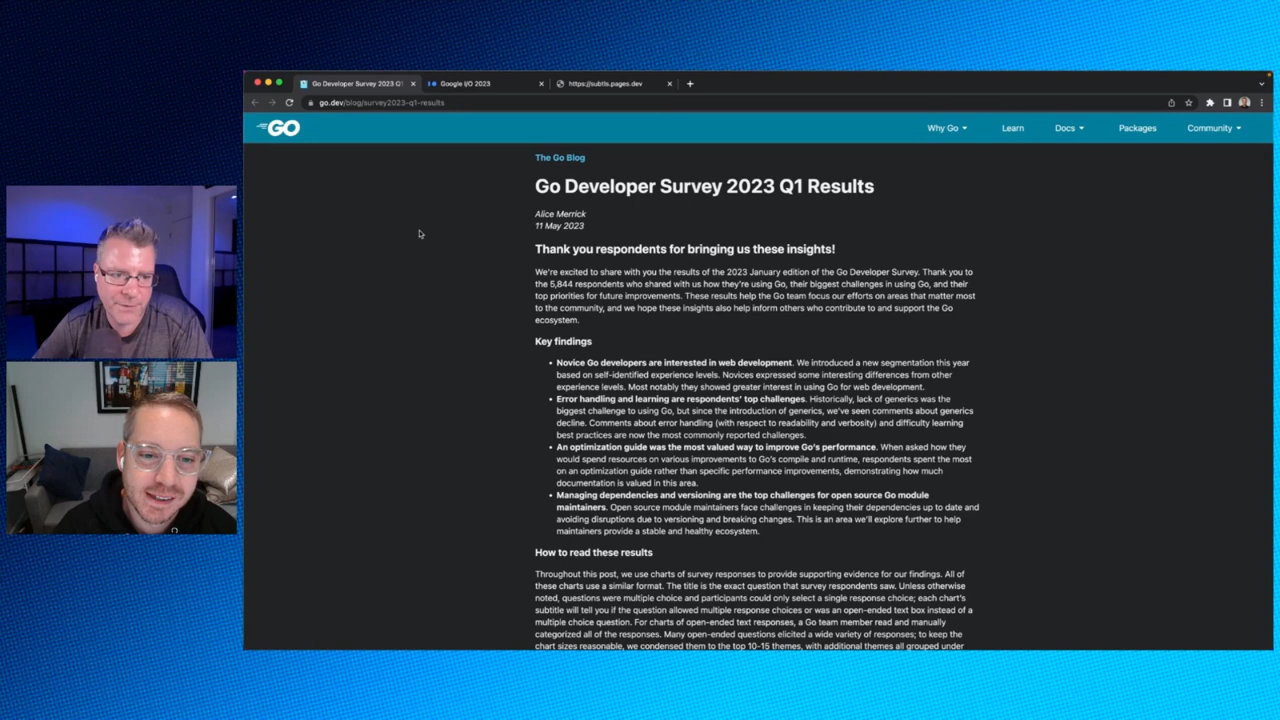 Go Developer Survey 2023 Q1
Google I/O 2023
https://subtls.pages.dev
go.dev/blog/survey2023-q1-results
GO
Why Go
Learn
Docs
Packages
Community
The Go Blog
Go Developer Survey 2023 Q1 Results
Alice Merrick
11 May 2023
Thank you respondents for bringing us these insights!
We're excited to share with you the results of the 2023 January edition of the Go Developer Survey. Thank you to
the 5,844 respondents who shared with us how they're using Go, their biggest challenges in using Go, and their
top priorities for future improvements. These results help the Go team focus our efforts on areas that matter most
to the community, and we hope these insights also help inform others who contribute to and support the Go
ecosystem.
Key findings
• Novice Go developers are interested in web development. We introduced a new segmentation this year
based on self-identified experience levels. Novices expressed some interesting differences from other
experience levels. Most notably they showed greater interest in using Go for web development.
• Error handling and learning are respondents' top challenges. Historically, lack of generics was the
biggest challenge to using Go, but since the introduction of generics, we've seen comments about generics
decline. Comments about error handling (with respect to readability and verbosity) and difficulty learning
best practices are now the most commonly reported challenges.
• An optimization guide was the most valued way to improve Go's performance. When asked how they
would spend resources on various improvements to Go's compile and runtime, respondents spent the most
on an optimization guide rather than specific performance improvements, demonstrating how much
documentation is valued in this area.
• Managing dependencies and versioning are the top challenges for open source Go module
maintainers. Open source module maintainers face challenges in keeping their dependencies up to date and
avoiding disruptions due to versioning and breaking changes. This is an area we'll explore further to help
maintainers provide a stable and healthy ecosystem.
How to read these results
Throughout this post, we use charts of survey responses to provide supporting evidence for our findings. All of
these charts use a similar format. The title is the exact question that survey respondents saw. Unless otherwise
noted, questions were multiple choice and participants could only select a single response choice; each chart's
subtitle will tell you if the question allowed multiple response choices or was an open-ended text box instead of a
multiple choice question. For charts of open-ended text responses, a Go team member read and manually
categorized all of the responses. Many open-ended questions elicited a wide variety of responses; to keep the
chart sizes reasonable, we condensed them to the top 10-15 themes, with additional themes all grouped under